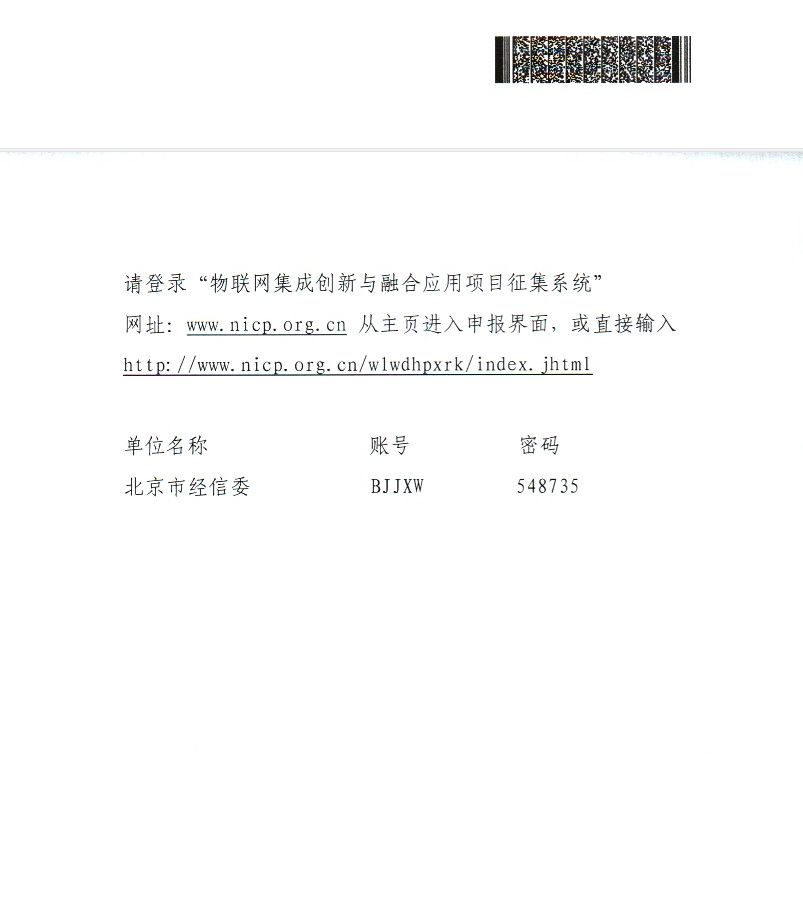 请登录“物联网集成创新与融合应用项目征集系统”
网址：www.nicp.org.cn 从主页进入申报界面，或直接输入
http://www.nicp.org.cn/wlwdhpxrk/index.jhtml
单位名称 账号 密码
北京市经信委 BJJXW 548735